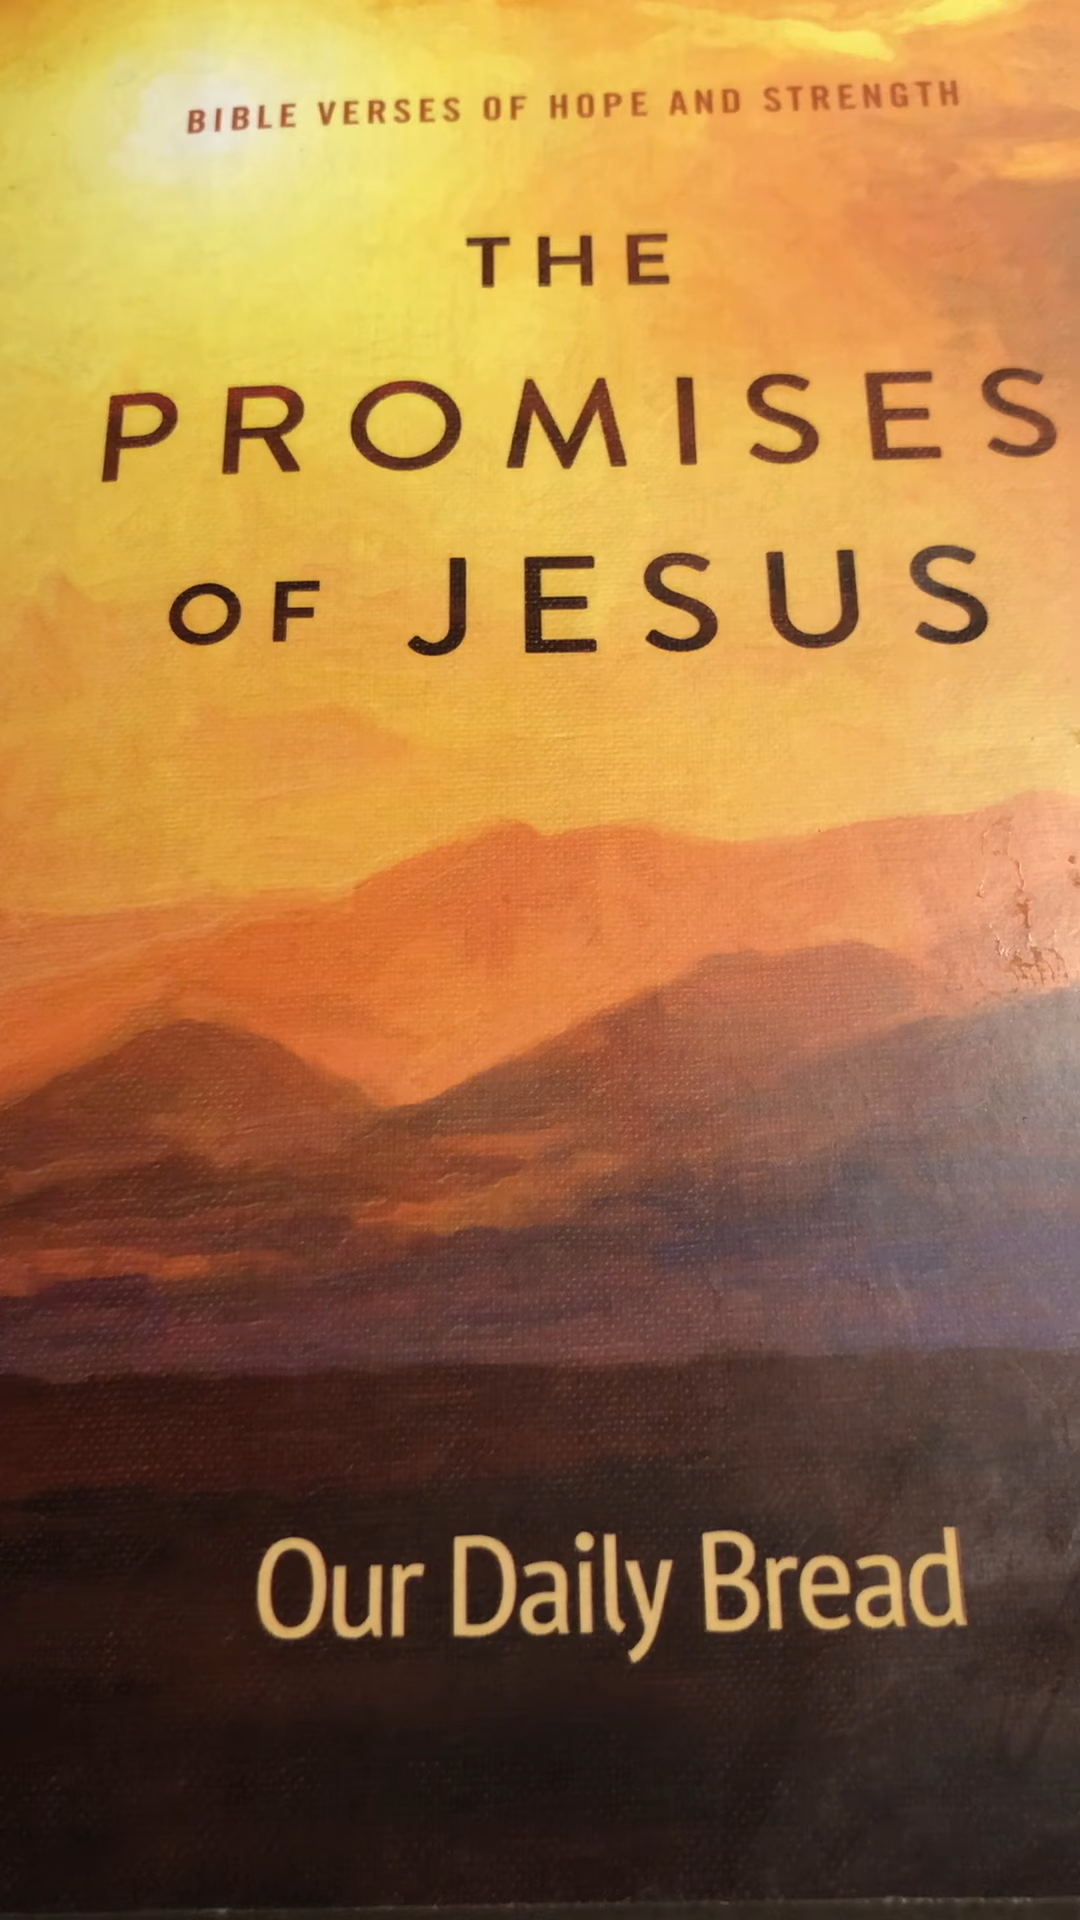 BIBLE VERSES OF HOPE AND STRENGTH
THE
PROMISES
OF JESUS
Our Daily Bread